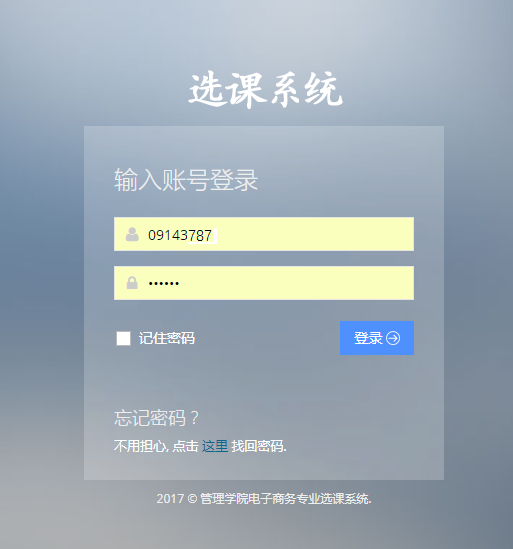 选课系统
输入账号登录
09143787
••••••
记住密码
登录
忘记密码？
不用担心, 点击 这里 找回密码.
2017 © 管理学院电子商务专业选课系统.